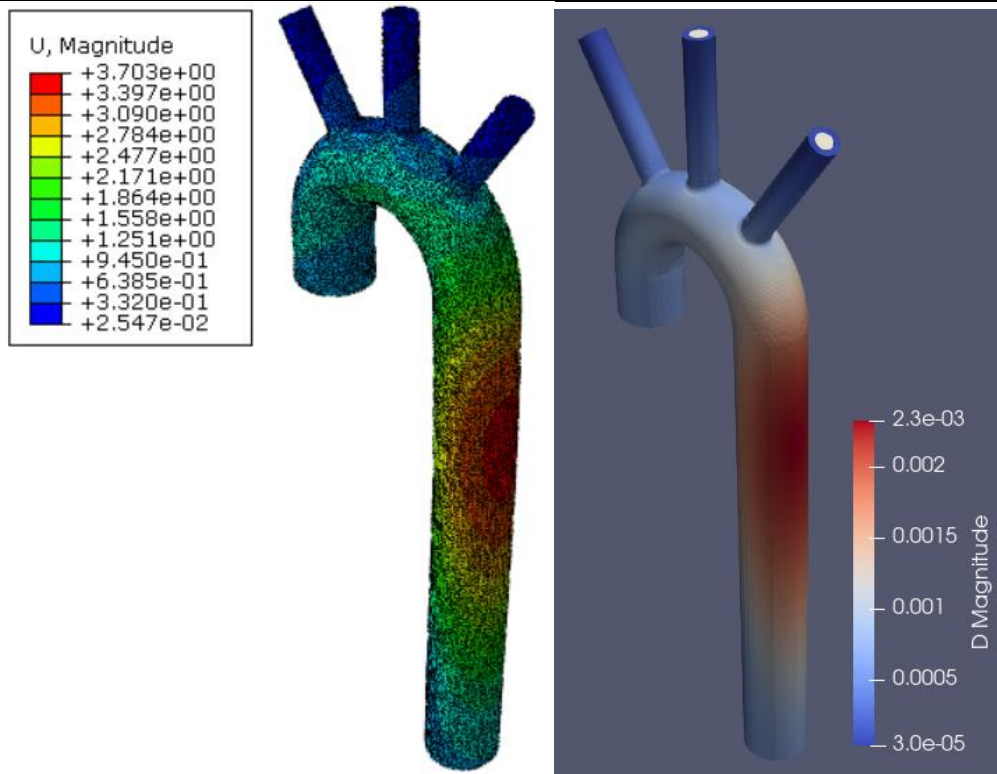 U, Magnitude
+3.703e+00
+3.397e+00
+3.090e+00
+2.784e+00
+2.477e+00
+2.171e+00
+1.864e+00
+1.558e+00
+1.251e+00
+9.450e-01
+6.385e-01
+3.320e-01
+2.547e-02
2.3e-03
0.002
0.0015
0.001
0.0005
3.0e-05
D Magnitude